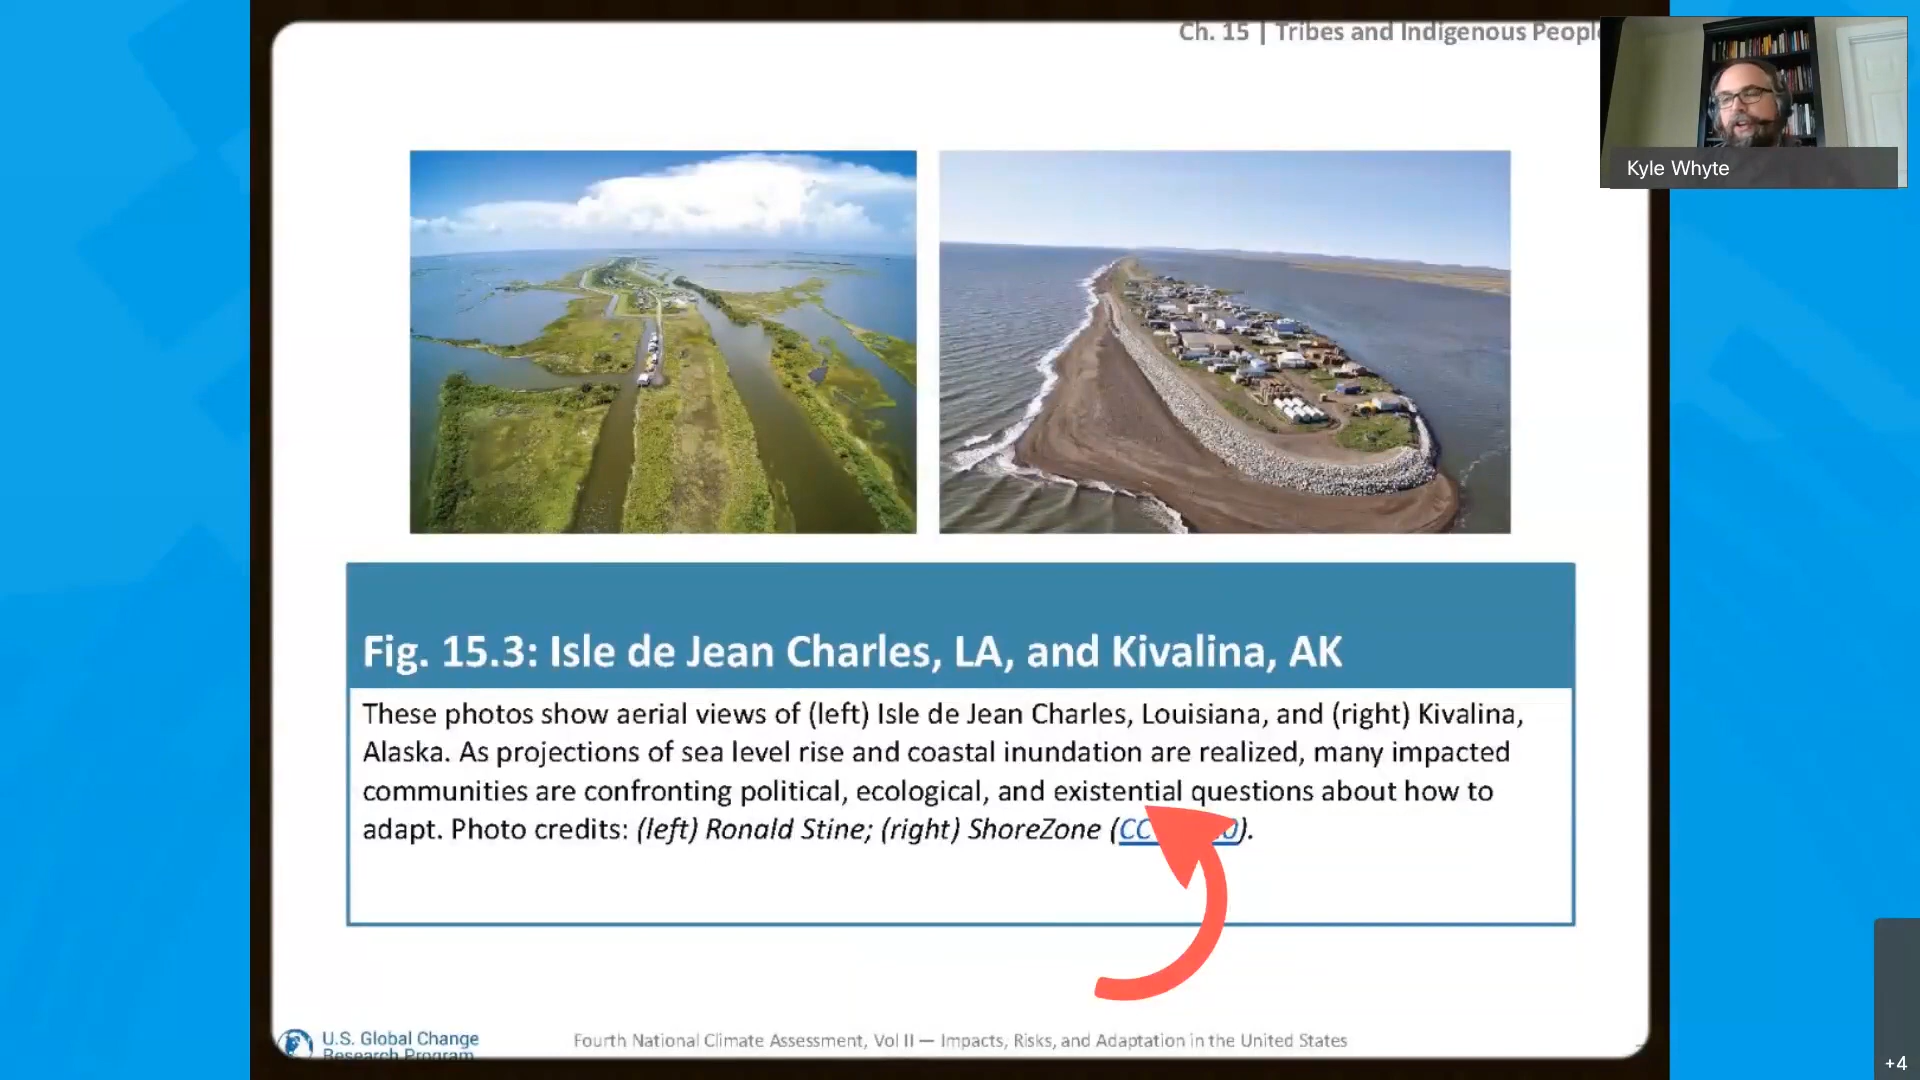 Ch. 15 | Tribes and Indigenous
Kyle Whyte
Fig. 15.3: Isle de Jean Charles, LA, and Kivalina, AK
These photos show aerial views of (left) Isle de Jean Charles, Louisiana, and (right) Kivalina,
Alaska. As projections of sea level rise and coastal inundation are realized, many impacted
communities are confronting political, ecological, and existential questions about how to
adapt. Photo credits: (left) Ronald Stine; (right) ShoreZone (CC
U.S. Global Change
Research Program
Fourth National Climate Assessment, Vol II — Impacts, Risks, and Adaptation in the United States
+4